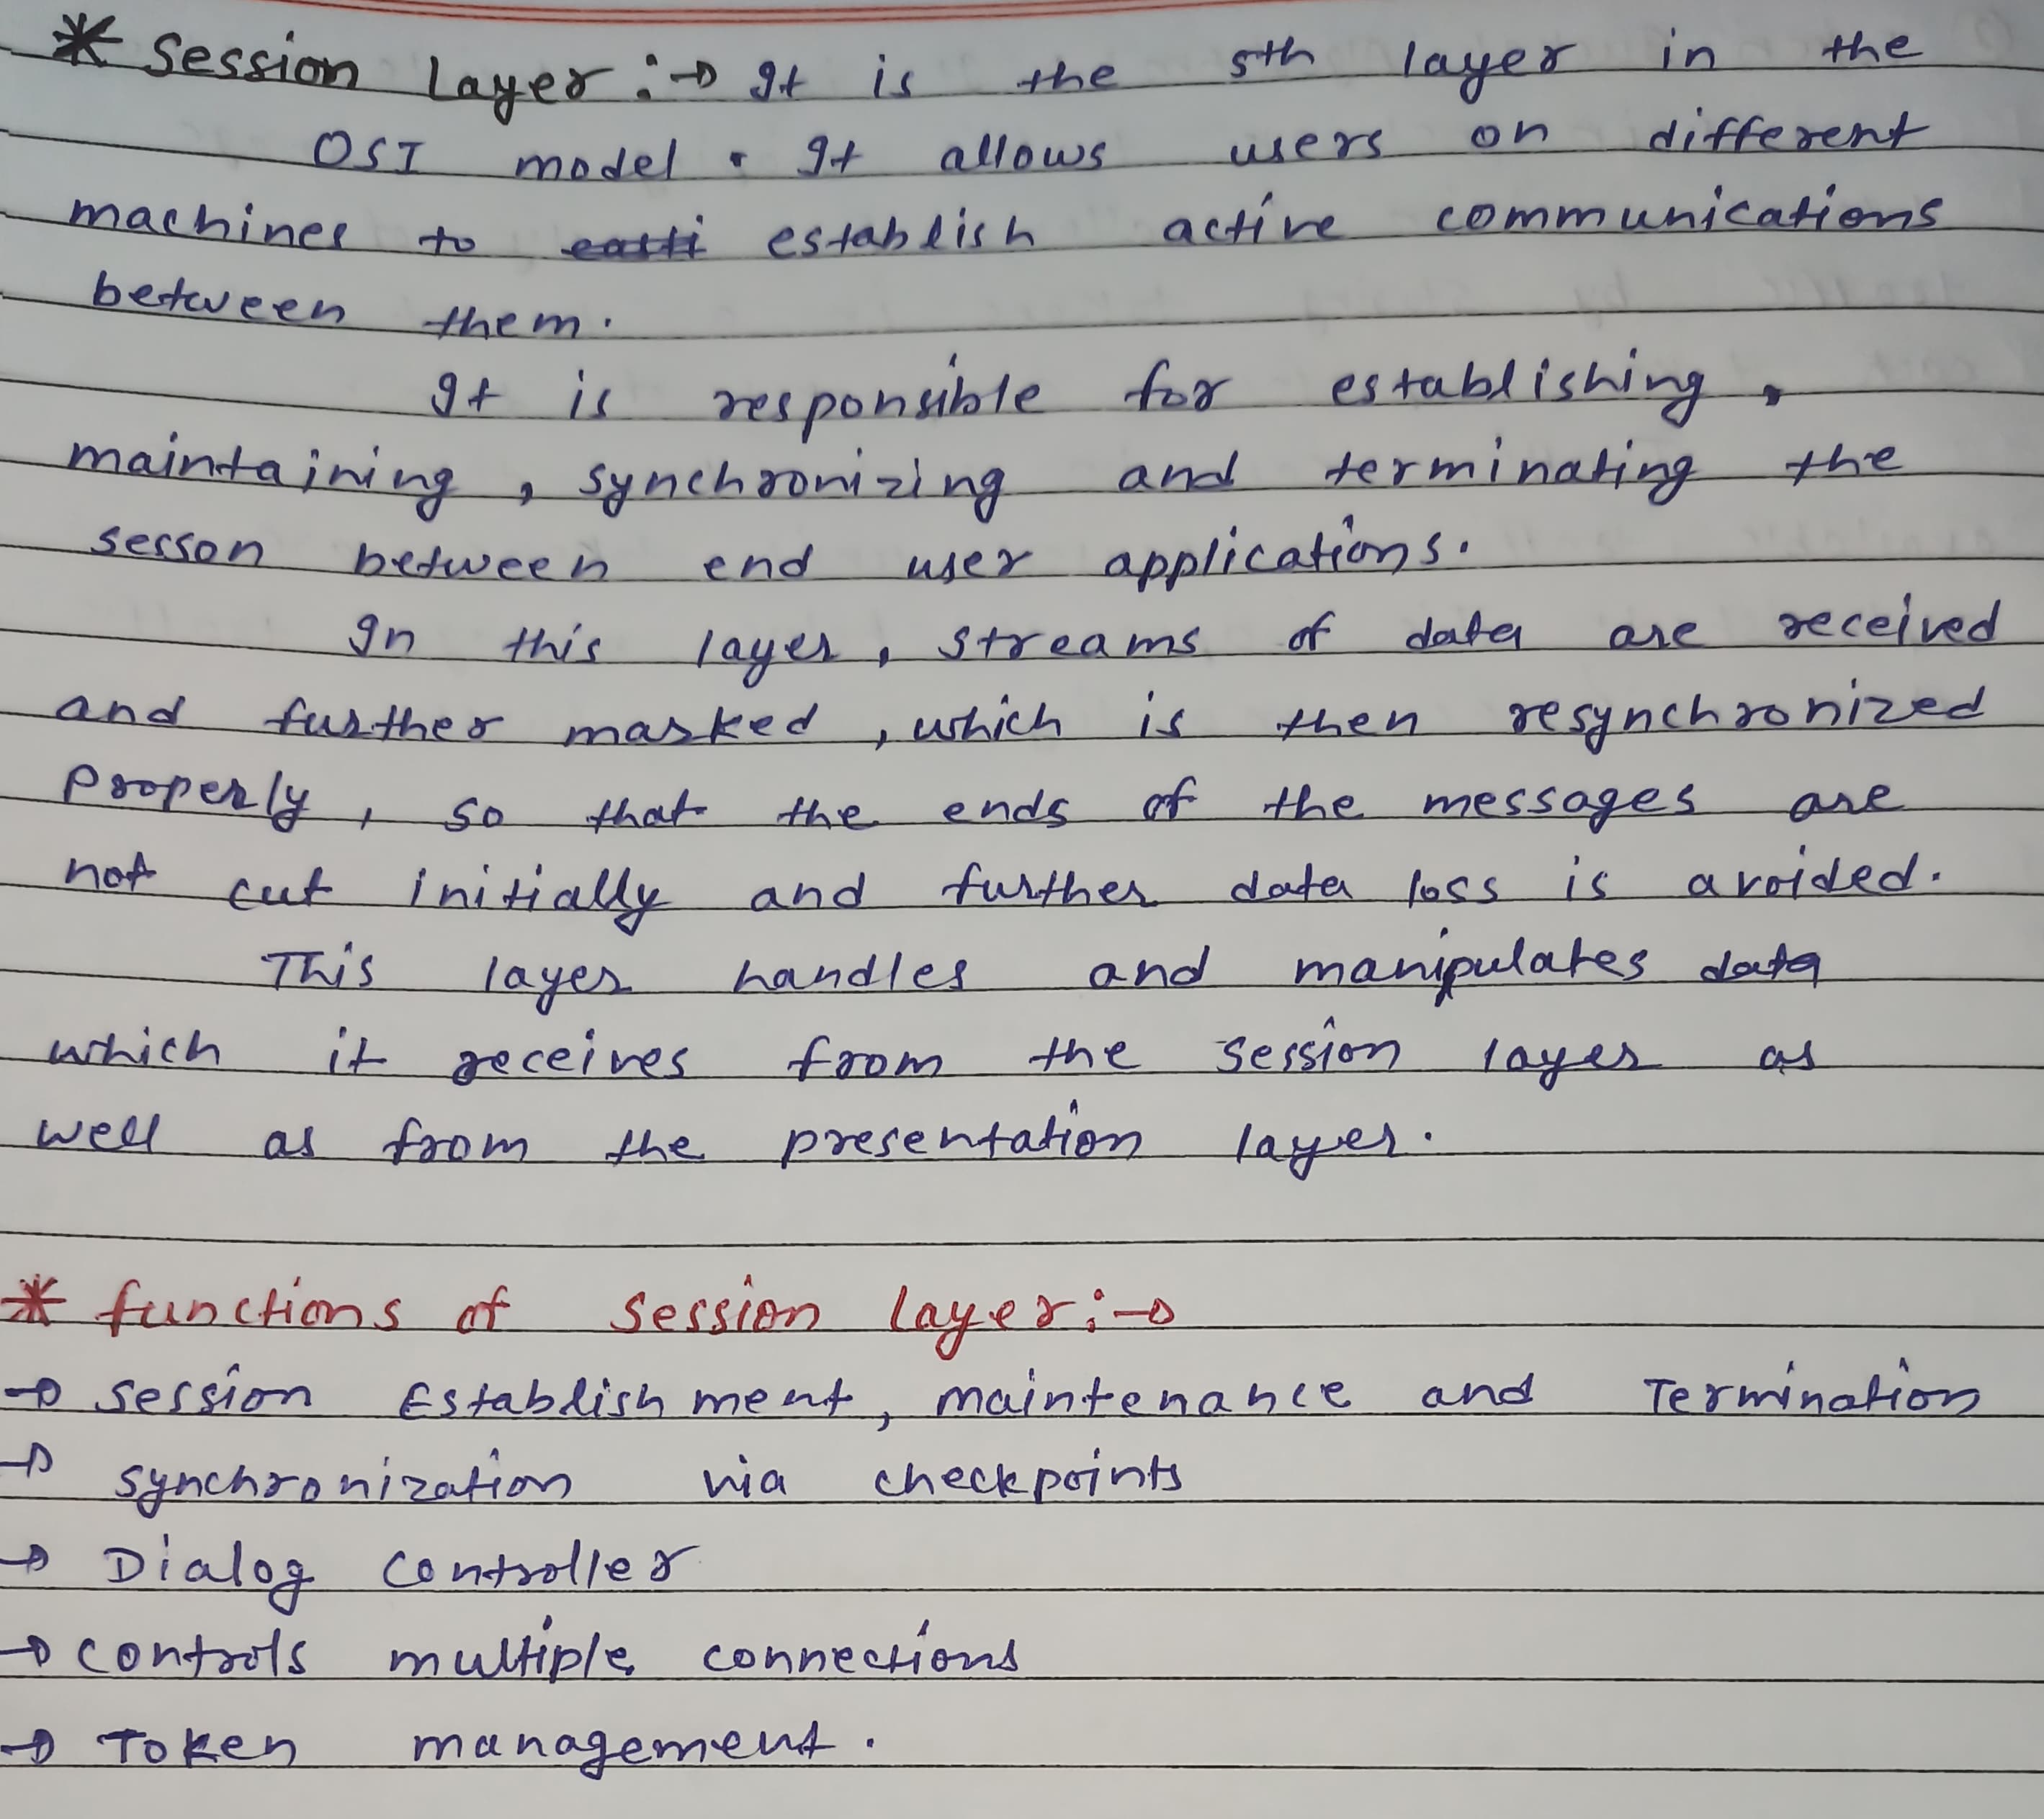 * Session Layer :→ It is the 5th layer in the
OSI model. It allows users on different
machines to eatti establish active communications
between them.
It is responsible for establishing,
maintaining, synchronizing and terminating the
sesson between end user applications.
In this layer, streams of data are received
and further marked, which is then resynchronized
properly, so that the ends of the messages are
not cut initially and further data loss is avoided.
This layer handles and manipulates data
which it receives from the session layer as
well as from the presentation layer.
* functions of session layer :→
→ session Establishment, maintenance and Termination
→ synchronization via checkpoints
→ Dialog controller
→ controls multiple connections
→ Token management.